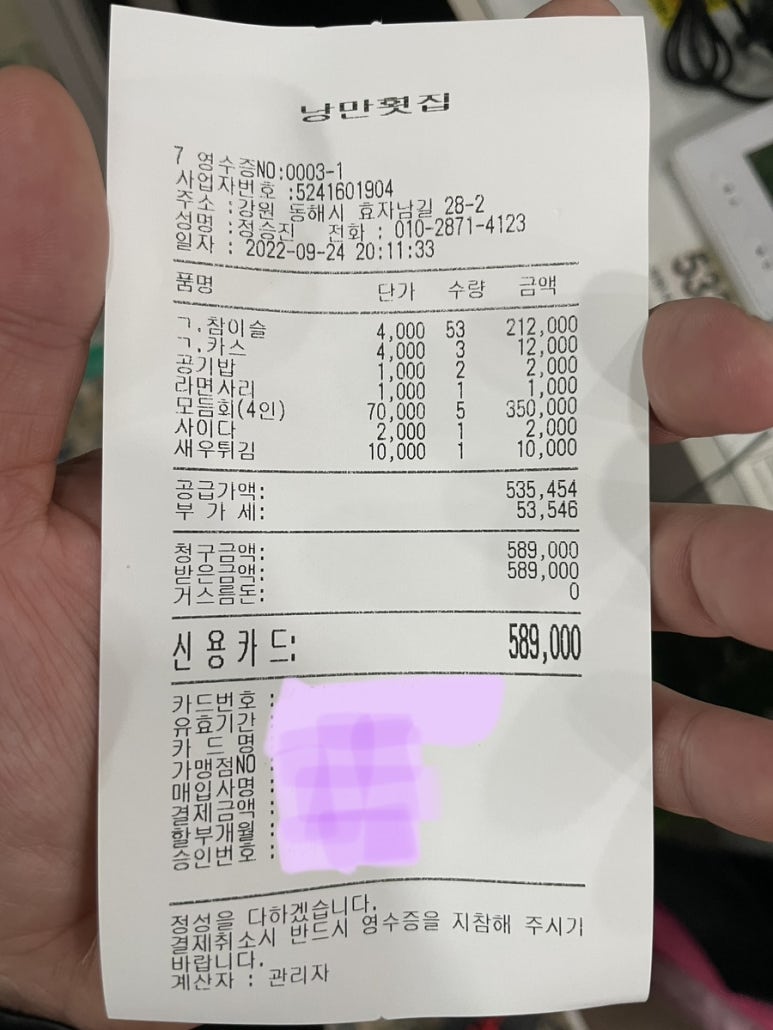 낭만횟집
7 영수증NO:0003-1
사업자번호 :5241601904
주소 :강원 동해시 효자남길 28-2
성명 :정승진 전화 : 010-2871-4123
일자 : 2022-09-24 20:11:33
품명 단가 수량 금액
ㄱ.참이슬 4,000 53 212,000
ㄱ.카스 4,000 3 12,000
공기밥 1,000 2 2,000
라면사리 1,000 1 1,000
모듬회(4인) 70,000 5 350,000
사이다 2,000 1 2,000
새우튀김 10,000 1 10,000
공급가액: 535,454
부 가 세: 53,546
청구금액: 589,000
받은금액: 589,000
거스름돈: 0
신용카드: 589,000
카드번호 :
유효기간 :
카 드 명
가맹점NO
매입사명 :
결제금액 :
할부개월 :
승인번호 :
정성을 다하겠습니다.
결제취소시 반드시 영수증을 지참해 주시기
바랍니다.
계산자 : 관리자
53